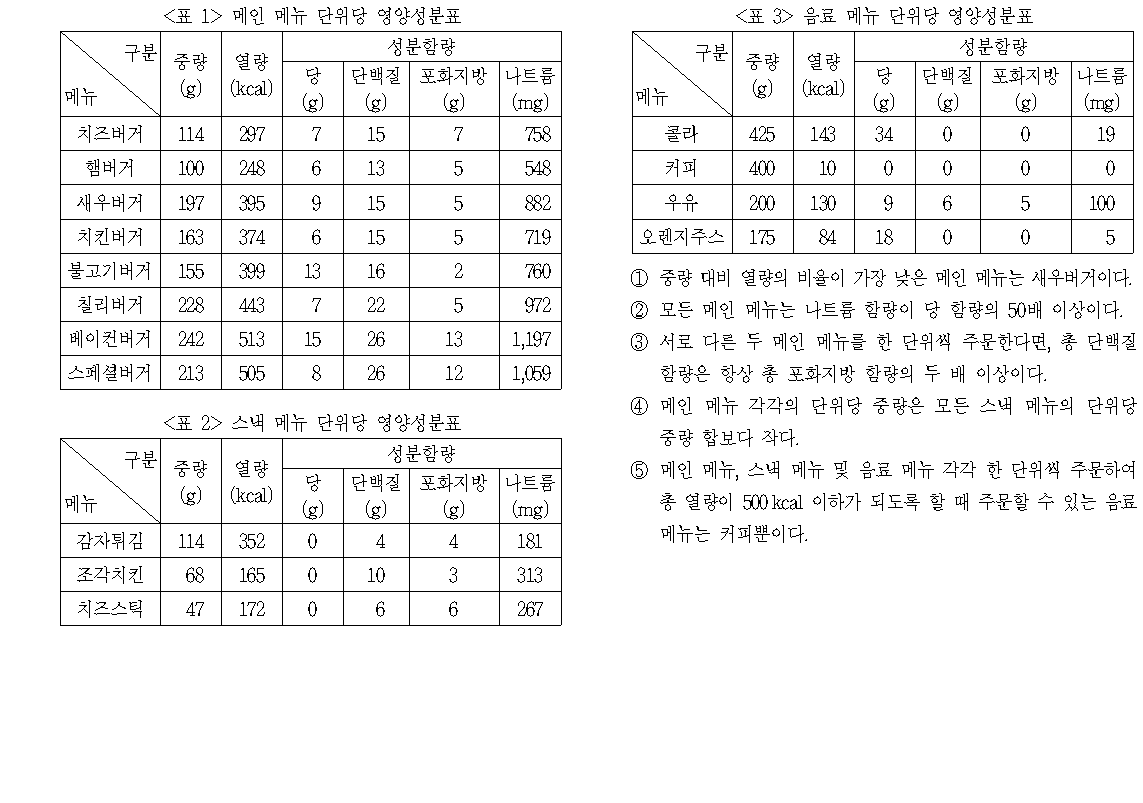 <표 1> 메인 메뉴 단위당 영양성분표
구분 메뉴 중량 (g) 열량 (kcal) 성분함량
당 (g) 단백질 (g) 포화지방 (g) 나트륨 (mg)
치즈버거 114 297 7 15 7 758
햄버거 100 248 6 13 5 548
새우버거 197 395 9 15 5 882
치킨버거 163 374 6 15 5 719
불고기버거 155 399 13 16 2 760
칠리버거 228 443 7 22 5 972
베이컨버거 242 513 15 26 13 1,197
스페셜버거 213 505 8 26 12 1,059
<표 2> 스낵 메뉴 단위당 영양성분표
구분 메뉴 중량 (g) 열량 (kcal) 성분함량
당 (g) 단백질 (g) 포화지방 (g) 나트륨 (mg)
감자튀김 114 352 0 4 4 181
조각치킨 68 165 0 10 3 313
치즈스틱 47 172 0 6 6 267
<표 3> 음료 메뉴 단위당 영양성분표
구분 메뉴 중량 (g) 열량 (kcal) 성분함량
당 (g) 단백질 (g) 포화지방 (g) 나트륨 (mg)
콜라 425 143 34 0 0 19
커피 400 10 0 0 0 0
우유 200 130 9 6 5 100
오렌지주스 175 84 18 0 0 5
① 중량 대비 열량의 비율이 가장 낮은 메인 메뉴는 새우버거이다.
② 모든 메인 메뉴는 나트륨 함량이 당 함량의 50배 이상이다.
③ 서로 다른 두 메인 메뉴를 한 단위씩 주문한다면, 총 단백질
함량은 항상 총 포화지방 함량의 두 배 이상이다.
④ 메인 메뉴 각각의 단위당 중량은 모든 스낵 메뉴의 단위당
중량 합보다 작다.
⑤ 메인 메뉴, 스낵 메뉴 및 음료 메뉴 각각 한 단위씩 주문하여
총 열량이 500 kcal 이하가 되도록 할 때 주문할 수 있는 음료
메뉴는 커피뿐이다.